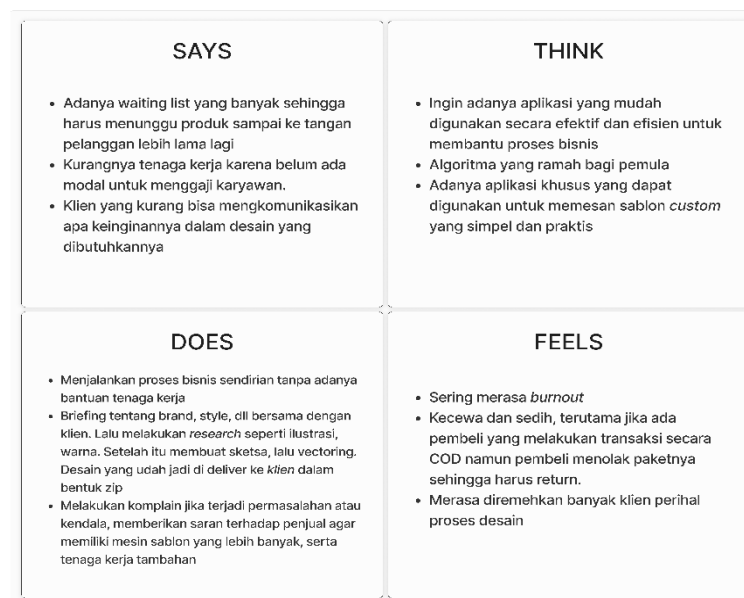 SAYS
Adanya waiting list yang banyak sehingga
harus menunggu produk sampai ke tangan
pelanggan lebih lama lagi
Kurangnya tenaga kerja karena belum ada
modal untuk menggaji karyawan.
Klien yang kurang bisa mengkomunikasikan
apa keinginannya dalam desain yang
dibutuhkannya
THINK
Ingin adanya aplikasi yang mudah
digunakan secara efektif dan efisien untuk
membantu proses bisnis
Algoritma yang ramah bagi pemula
Adanya aplikasi khusus yang dapat
digunakan untuk memesan sablon custom
yang simpel dan praktis
DOES
Menjalankan proses bisnis sendirian tanpa adanya
bantuan tenaga kerja
Briefing tentang brand, style, dll bersama dengan
klien. Lalu melakukan research seperti ilustrasi,
warna. Setelah itu membuat sketsa, lalu vectoring.
Desain yang udah jadi di deliver ke klien dalam
bentuk zip
Melakukan komplain jika terjadi permasalahan atau
kendala, memberikan saran terhadap penjual agar
memiliki mesin sablon yang lebih banyak, serta
tenaga kerja tambahan
FEELS
Sering merasa burnout
Kecewa dan sedih, terutama jika ada
pembeli yang melakukan transaksi secara
COD namun pembeli menolak paketnya
sehingga harus return.
Merasa diremehkan banyak klien perihal
proses desain